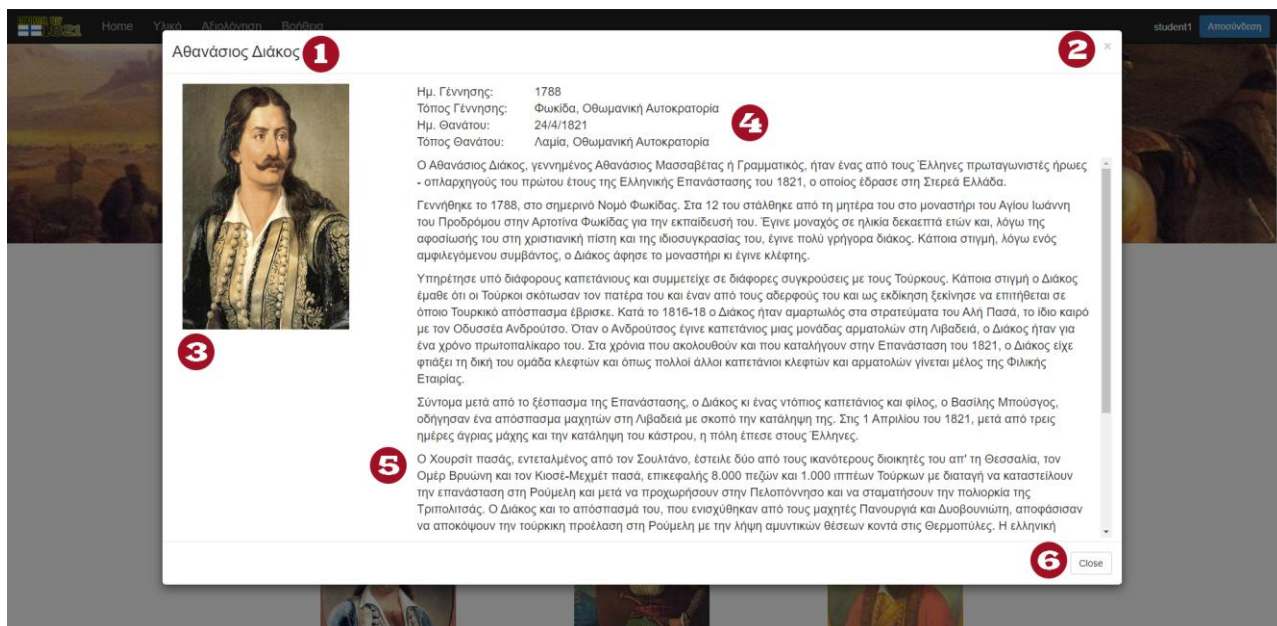 1821
Home Υλικό Αξιολόγηση Βοήθεια
student1 Αποσύνδεση
Αθανάσιος Διάκος 1
2 ×
Ημ. Γέννησης: 1788
Τόπος Γέννησης: Φωκίδα, Οθωμανική Αυτοκρατορία
Ημ. Θανάτου: 24/4/1821
Τόπος Θανάτου: Λαμία, Οθωμανική Αυτοκρατορία
4
3
Ο Αθανάσιος Διάκος, γεννημένος Αθανάσιος Μασσαβέτας ή Γραμματικός, ήταν ένας από τους Έλληνες πρωταγωνιστές ήρωες
- οπλαρχηγούς του πρώτου έτους της Ελληνικής Επανάστασης του 1821, ο οποίος έδρασε στη Στερεά Ελλάδα.
Γεννήθηκε το 1788, στο σημερινό Νομό Φωκίδας. Στα 12 του στάλθηκε από τη μητέρα του στο μοναστήρι του Αγίου Ιωάννη
του Προδρόμου στην Αρτοτίνα Φωκίδας για την εκπαίδευσή του. Έγινε μοναχός σε ηλικία δεκαεπτά ετών και, λόγω της
αφοσίωσής του στη χριστιανική πίστη και της ιδιοσυγκρασίας του, έγινε πολύ γρήγορα διάκος. Κάποια στιγμή, λόγω ενός
αμφιλεγόμενου συμβάντος, ο Διάκος άφησε το μοναστήρι κι έγινε κλέφτης.
Υπηρέτησε υπό διάφορους καπετάνιους και συμμετείχε σε διάφορες συγκρούσεις με τους Τούρκους. Κάποια στιγμή ο Διάκος
έμαθε ότι οι Τούρκοι σκότωσαν τον πατέρα του και έναν από τους αδερφούς του και ως εκδίκηση ξεκίνησε να επιτήθεται σε
όποιο Τουρκικό απόσπασμα έβρισκε. Κατά το 1816-18 ο Διάκος ήταν αμαρτωλός στα στρατεύματα του Αλή Πασά, το ίδιο καιρό
με τον Οδυσσέα Ανδρούτσο. Όταν ο Ανδρούτσος έγινε καπετάνιος μιας μονάδας αρματολών στη Λιβαδειά, ο Διάκος ήταν για
ένα χρόνο πρωτοπαλίκαρο του. Στα χρόνια που ακολουθούν και που καταλήγουν στην Επανάσταση του 1821, ο Διάκος είχε
φτιάξει τη δική του ομάδα κλεφτών και όπως πολλοί άλλοι καπετάνιοι κλεφτών και αρματολών γίνεται μέλος της Φιλικής
Εταιρίας.
Σύντομα μετά από το ξέσπασμα της Επανάστασης, ο Διάκος κι ένας ντόπιος καπετάνιος και φίλος, ο Βασίλης Μπούσγος,
οδήγησαν ένα απόσπασμα μαχητών στη Λιβαδειά με σκοπό την κατάληψη της. Στις 1 Απριλίου του 1821, μετά από τρεις
ημέρες άγριας μάχης και την κατάληψη του κάστρου, η πόλη έπεσε στους Έλληνες.
5
Ο Χουρσίτ πασάς, εντεταλμένος από τον Σουλτάνο, έστειλε δύο από τους ικανότερους διοικητές του απ' τη Θεσσαλία, τον
Ομέρ Βρυώνη και τον Κιοσέ-Μεχμέτ πασά, επικεφαλής 8.000 πεζών και 1.000 ιππέων Τούρκων με διαταγή να καταστείλουν
την επανάσταση στη Ρούμελη και μετά να προχωρήσουν στην Πελοπόννησο και να σταματήσουν την πολιορκία της
Τριπολιτσάς. Ο Διάκος και το απόσπασμά του, που ενισχύθηκαν από τους μαχητές Πανουργιά και Δυοβουνιώτη, αποφάσισαν
να αποκόψουν την τούρκικη προέλαση στη Ρούμελη με την λήψη αμυντικών θέσεων κοντά στις Θερμοπύλες. Η ελληνική
6 Close